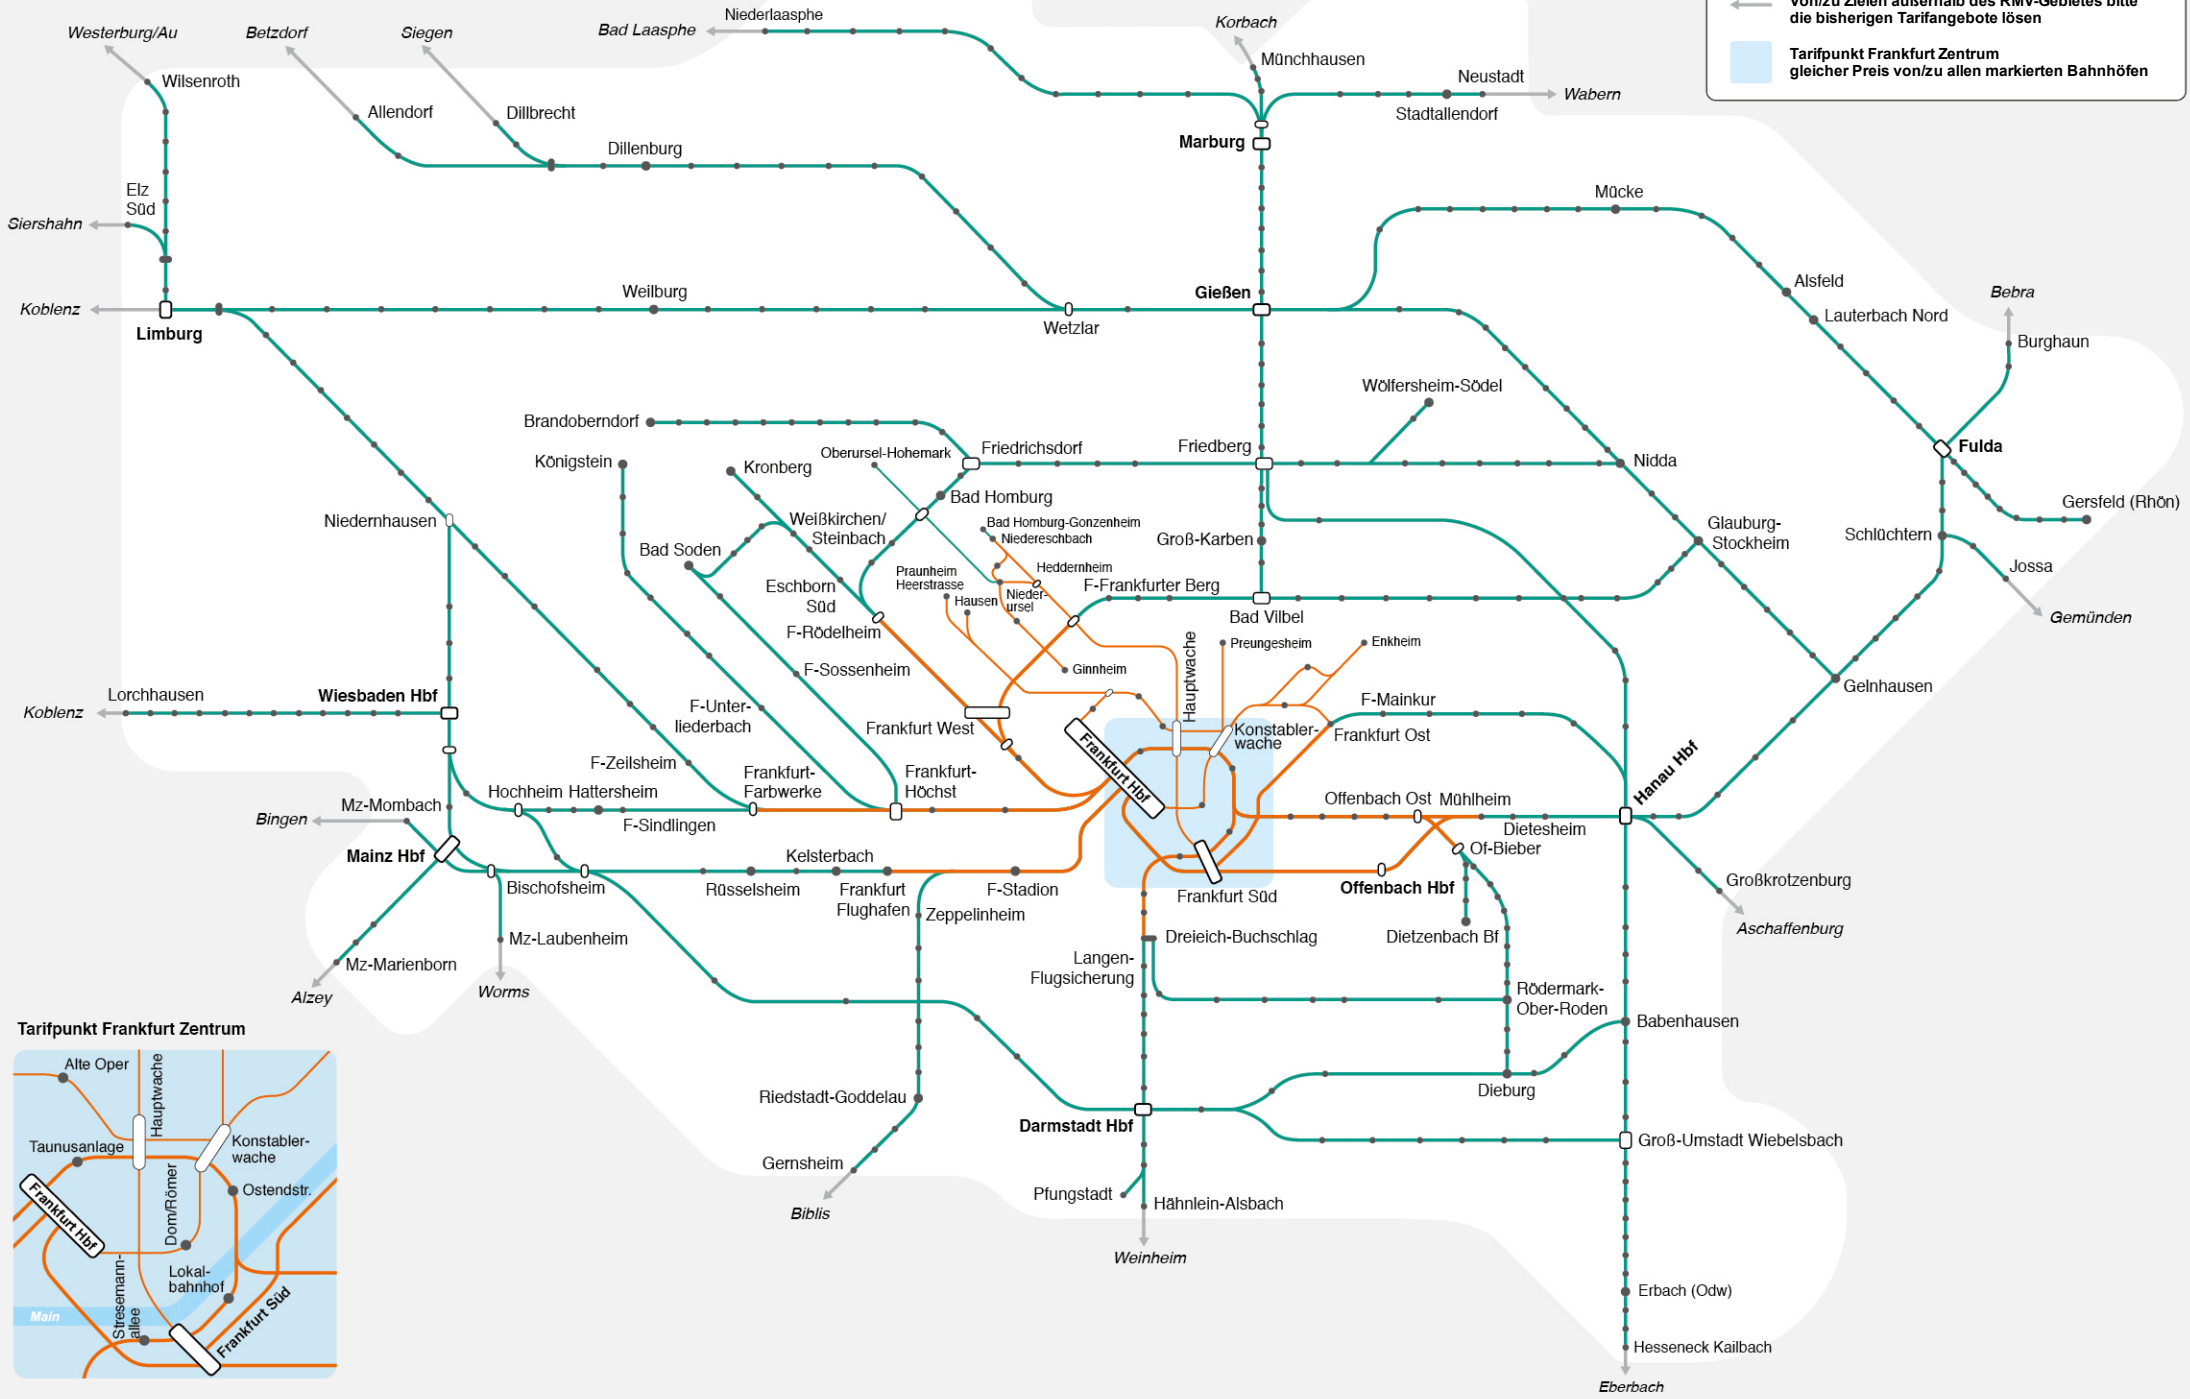 Von/zu Zielen außerhalb des RMV-Gebietes bitte
die bisherigen Tarifangebote lösen
Tarifpunkt Frankfurt Zentrum
gleicher Preis von/zu allen markierten Bahnhöfen
Westerburg/Au
Betzdorf
Siegen
Bad Laasphe
Niederlaasphe
Korbach
Münchhausen
Neustadt
Wabern
Stadtallendorf
Wilsenroth
Allendorf
Dillbrecht
Dillenburg
Marburg
Elz
Süd
Siershahn
Mücke
Koblenz
Limburg
Weilburg
Wetzlar
Gießen
Alsfeld
Lauterbach Nord
Bebra
Burghaun
Wölfersheim-Södel
Brandoberndorf
Königstein
Kronberg
Oberursel-Hohemark
Friedrichsdorf
Friedberg
Nidda
Fulda
Gersfeld (Rhön)
Niedernhausen
Bad Homburg
Weißkirchen/
Steinbach
Bad Homburg-Gonzenheim
Niedereschbach
Groß-Karben
Glauburg-
Stockheim
Schlüchtern
Jossa
Gemünden
Bad Soden
Eschborn
Süd
Praunheim
Heerstrasse
Hausen
Heddernheim
Nieder-
ursel
F-Frankfurter Berg
Bad Vilbel
F-Rödelheim
Ginnheim
Hauptwache
Preungesheim
Enkheim
F-Sossenheim
Gelnhausen
Lorchhausen
Koblenz
Wiesbaden Hbf
F-Unter-
liederbach
Frankfurt West
F-Mainkur
Frankfurt Ost
Konstabler-
wache
Frankfurt Hbf
F-Zeilsheim
Frankfurt-
Farbwerke
Frankfurt-
Höchst
Hanau Hbf
Mz-Mombach
Bingen
Hochheim
Hattersheim
F-Sindlingen
Offenbach Ost
Mühlheim
Dietesheim
Of-Bieber
Mainz Hbf
Bischofsheim
Rüsselsheim
Kelsterbach
Frankfurt
Flughafen
F-Stadion
Zeppelinheim
Frankfurt Süd
Offenbach Hbf
Großkrotzenburg
Aschaffenburg
Mz-Laubenheim
Worms
Mz-Marienborn
Alzey
Dreieich-Buchschlag
Langen-
Flugsicherung
Dietzenbach Bf
Rödermark-
Ober-Roden
Babenhausen
Riedstadt-Goddelau
Dieburg
Darmstadt Hbf
Groß-Umstadt Wiebelsbach
Gernsheim
Biblis
Pfungstadt
Hähnlein-Alsbach
Weinheim
Erbach (Odw)
Hesseneck Kailbach
Eberbach
Tarifpunkt Frankfurt Zentrum
Alte Oper
Hauptwache
Taunusanlage
Konstabler-
wache
Frankfurt Hbf
Dom/Römer
Ostendstr.
Lokal-
bahnhof
Stresemann-
allee
Main
Frankfurt Süd